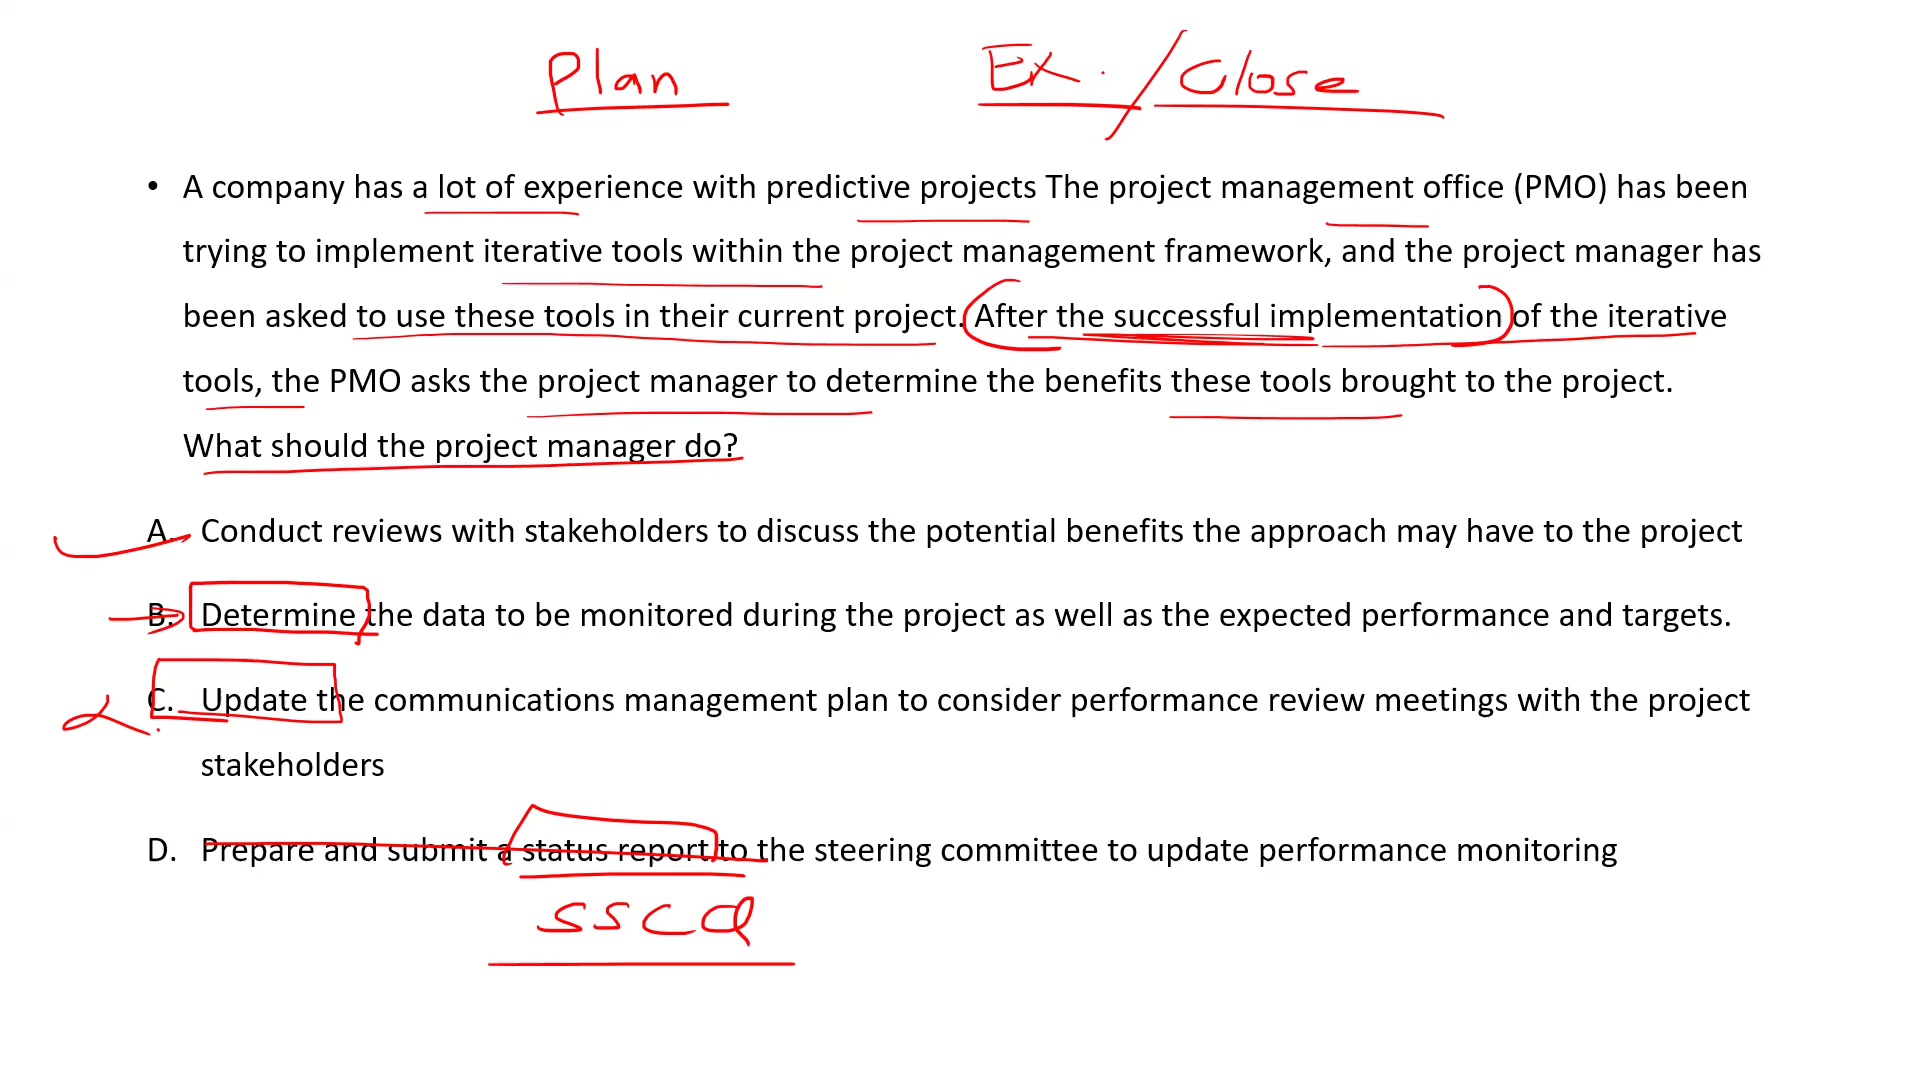 Plan Ex. / Close
• A company has a lot of experience with predictive projects The project management office (PMO) has been
trying to implement iterative tools within the project management framework, and the project manager has
been asked to use these tools in their current project. After the successful implementation of the iterative
tools, the PMO asks the project manager to determine the benefits these tools brought to the project.
What should the project manager do?
A. Conduct reviews with stakeholders to discuss the potential benefits the approach may have to the project
B. Determine the data to be monitored during the project as well as the expected performance and targets.
C. Update the communications management plan to consider performance review meetings with the project
stakeholders
D. Prepare and submit a status report to the steering committee to update performance monitoring
SSCQ